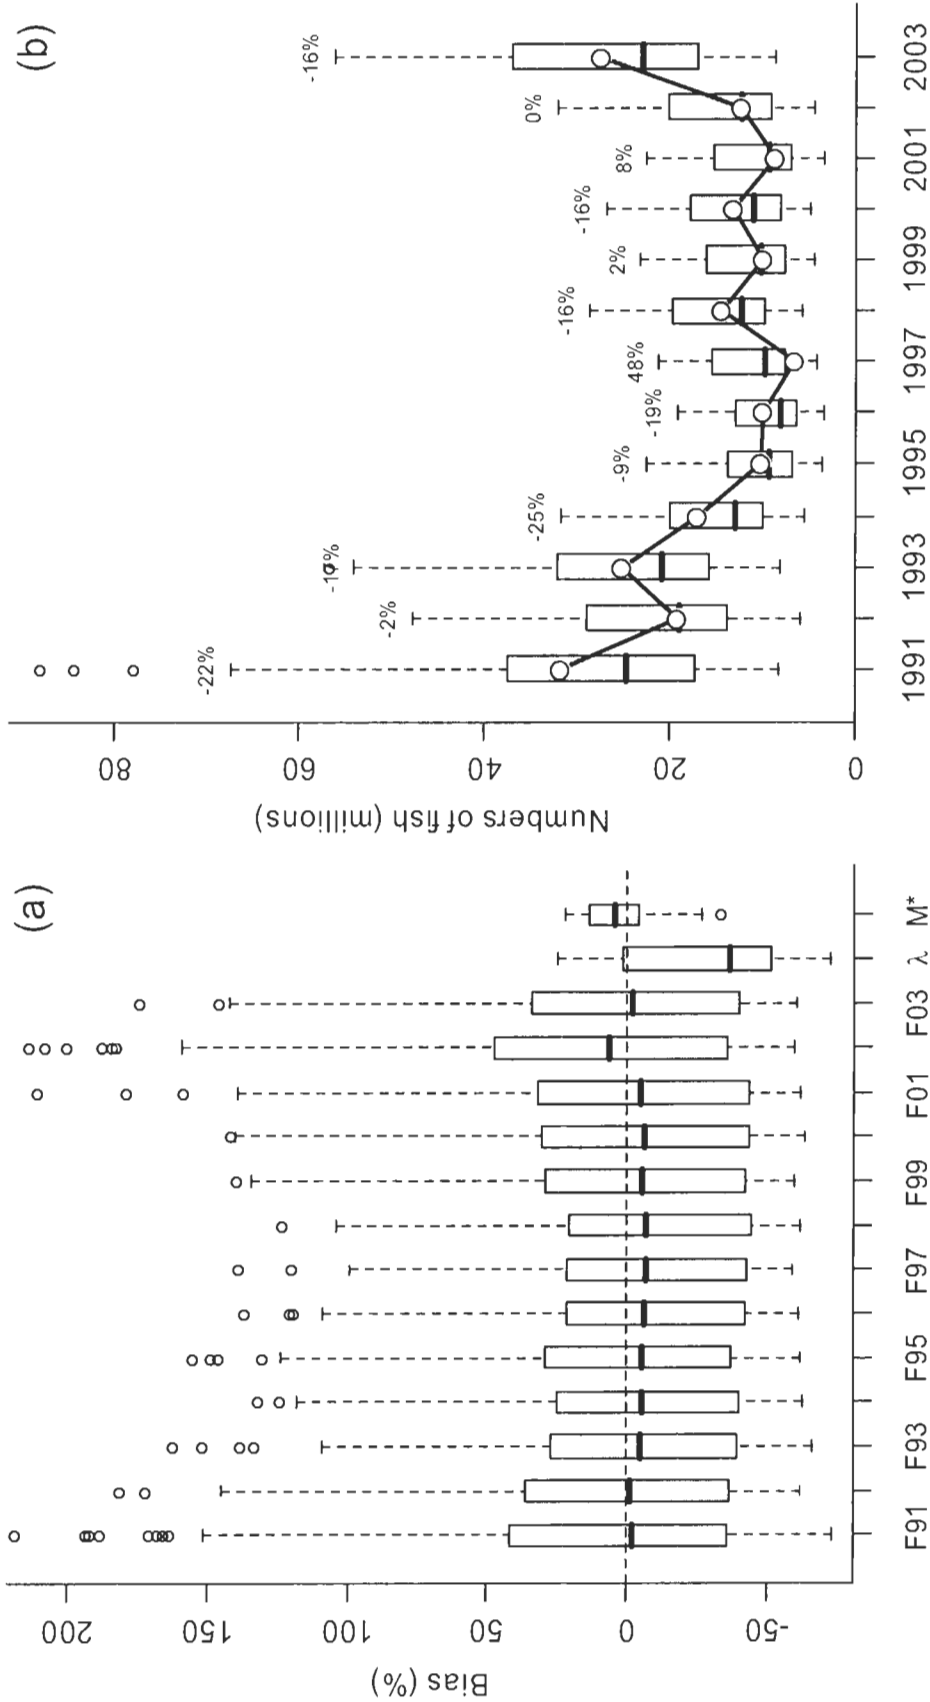 (a)
Bias (%)
200
150
100
50
0
-50
F91 F93 F95 F97 F99 F01 F03 λ M*
(b)
Numbers of fish (millions)
80
60
40
20
0
-22% -2% -25% -9% -19% 48% -16% 2% -16% 8% 0% -16%
1991 1993 1995 1997 1999 2001 2003